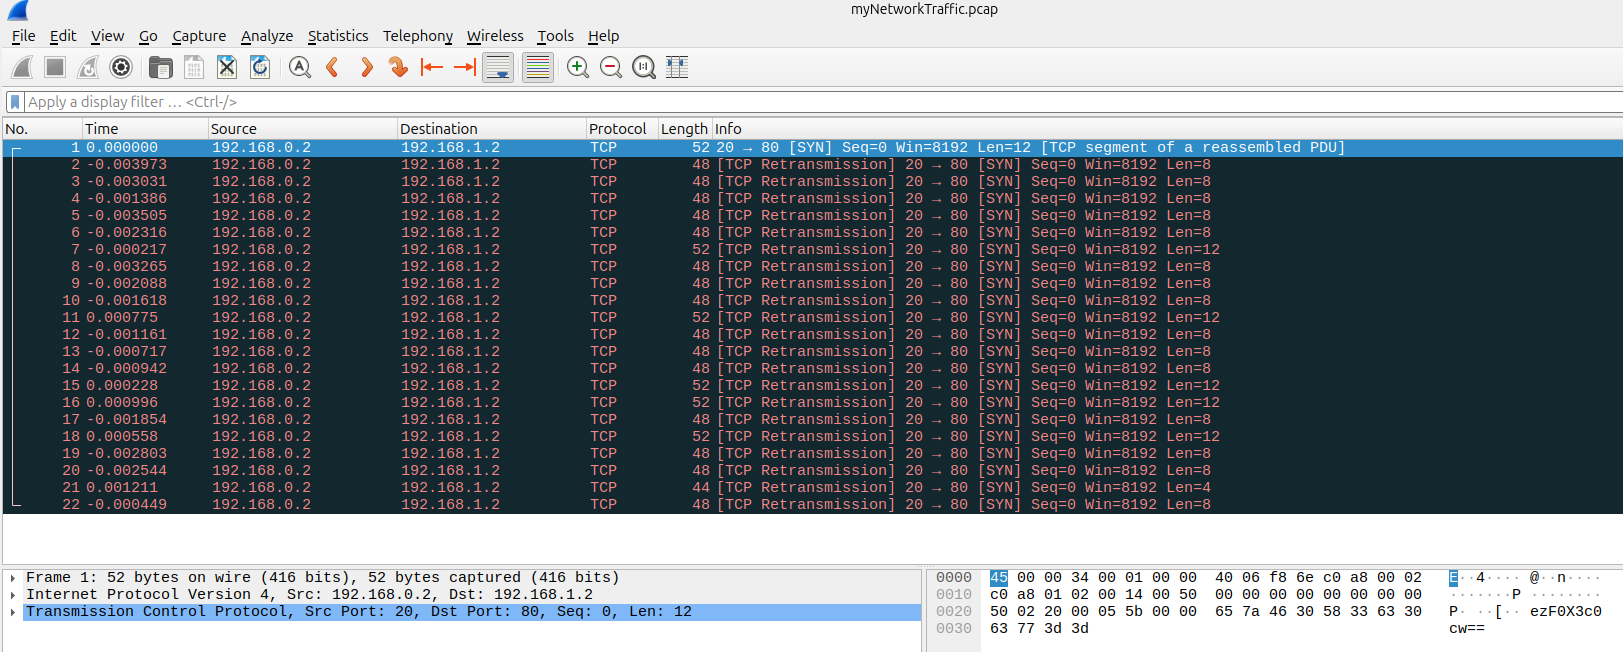 myNetworkTraffic.pcap
File Edit View Go Capture Analyze Statistics Telephony Wireless Tools Help
Apply a display filter … <Ctrl-/>
No. Time Source Destination Protocol Length Info
1 0.000000 192.168.0.2 192.168.1.2 TCP 52 20 → 80 [SYN] Seq=0 Win=8192 Len=12 [TCP segment of a reassembled PDU]
2 -0.003973 192.168.0.2 192.168.1.2 TCP 48 [TCP Retransmission] 20 → 80 [SYN] Seq=0 Win=8192 Len=8
3 -0.003031 192.168.0.2 192.168.1.2 TCP 48 [TCP Retransmission] 20 → 80 [SYN] Seq=0 Win=8192 Len=8
4 -0.001386 192.168.0.2 192.168.1.2 TCP 48 [TCP Retransmission] 20 → 80 [SYN] Seq=0 Win=8192 Len=8
5 -0.003505 192.168.0.2 192.168.1.2 TCP 48 [TCP Retransmission] 20 → 80 [SYN] Seq=0 Win=8192 Len=8
6 -0.002316 192.168.0.2 192.168.1.2 TCP 48 [TCP Retransmission] 20 → 80 [SYN] Seq=0 Win=8192 Len=8
7 -0.000217 192.168.0.2 192.168.1.2 TCP 52 [TCP Retransmission] 20 → 80 [SYN] Seq=0 Win=8192 Len=12
8 -0.003265 192.168.0.2 192.168.1.2 TCP 48 [TCP Retransmission] 20 → 80 [SYN] Seq=0 Win=8192 Len=8
9 -0.002088 192.168.0.2 192.168.1.2 TCP 48 [TCP Retransmission] 20 → 80 [SYN] Seq=0 Win=8192 Len=8
10 -0.001618 192.168.0.2 192.168.1.2 TCP 48 [TCP Retransmission] 20 → 80 [SYN] Seq=0 Win=8192 Len=8
11 0.000775 192.168.0.2 192.168.1.2 TCP 52 [TCP Retransmission] 20 → 80 [SYN] Seq=0 Win=8192 Len=12
12 -0.001161 192.168.0.2 192.168.1.2 TCP 48 [TCP Retransmission] 20 → 80 [SYN] Seq=0 Win=8192 Len=8
13 -0.000717 192.168.0.2 192.168.1.2 TCP 48 [TCP Retransmission] 20 → 80 [SYN] Seq=0 Win=8192 Len=8
14 -0.000942 192.168.0.2 192.168.1.2 TCP 48 [TCP Retransmission] 20 → 80 [SYN] Seq=0 Win=8192 Len=8
15 0.000228 192.168.0.2 192.168.1.2 TCP 52 [TCP Retransmission] 20 → 80 [SYN] Seq=0 Win=8192 Len=12
16 0.000996 192.168.0.2 192.168.1.2 TCP 52 [TCP Retransmission] 20 → 80 [SYN] Seq=0 Win=8192 Len=12
17 -0.001854 192.168.0.2 192.168.1.2 TCP 48 [TCP Retransmission] 20 → 80 [SYN] Seq=0 Win=8192 Len=8
18 0.000558 192.168.0.2 192.168.1.2 TCP 52 [TCP Retransmission] 20 → 80 [SYN] Seq=0 Win=8192 Len=12
19 -0.002803 192.168.0.2 192.168.1.2 TCP 48 [TCP Retransmission] 20 → 80 [SYN] Seq=0 Win=8192 Len=8
20 -0.002544 192.168.0.2 192.168.1.2 TCP 48 [TCP Retransmission] 20 → 80 [SYN] Seq=0 Win=8192 Len=8
21 0.001211 192.168.0.2 192.168.1.2 TCP 44 [TCP Retransmission] 20 → 80 [SYN] Seq=0 Win=8192 Len=4
22 -0.000449 192.168.0.2 192.168.1.2 TCP 48 [TCP Retransmission] 20 → 80 [SYN] Seq=0 Win=8192 Len=8
Frame 1: 52 bytes on wire (416 bits), 52 bytes captured (416 bits)
Internet Protocol Version 4, Src: 192.168.0.2, Dst: 192.168.1.2
Transmission Control Protocol, Src Port: 20, Dst Port: 80, Seq: 0, Len: 12
0000 45 00 00 34 00 01 00 00 40 06 f8 6e c0 a8 00 02 E··4····@··n····
0010 c0 a8 01 02 00 14 00 50 00 00 00 00 00 00 00 00 ·······P········
0020 50 02 20 00 05 5b 00 00 65 7a 46 30 58 33 63 30 P· ··[··ezF0X3c0
0030 63 77 3d 3d cw==